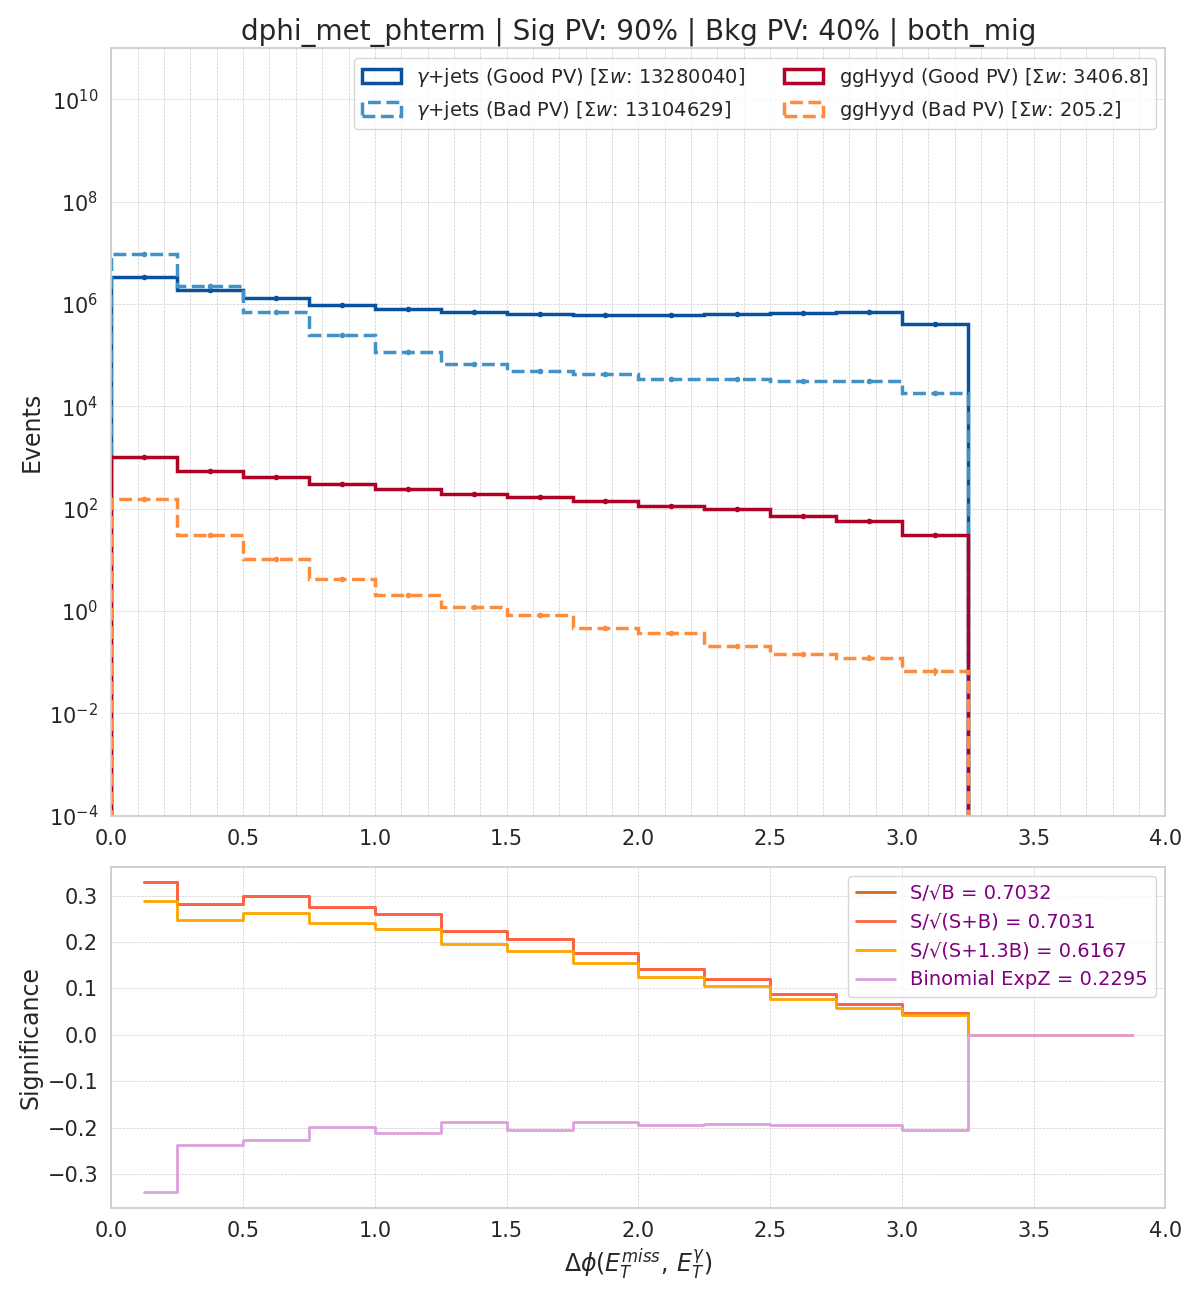 dphi_met_phterm | Sig PV: 90% | Bkg PV: 40% | both_mig
γ+jets (Good PV) [Σw: 13280040]
γ+jets (Bad PV) [Σw: 13104629]
ggHyyd (Good PV) [Σw: 3406.8]
ggHyyd (Bad PV) [Σw: 205.2]
Events
10^10
10^8
10^6
10^4
10^2
10^0
10^−2
10^−4
0.0 0.5 1.0 1.5 2.0 2.5 3.0 3.5 4.0
S/√B = 0.7032
S/√(S+B) = 0.7031
S/√(S+1.3B) = 0.6167
Binomial ExpZ = 0.2295
Significance
0.3
0.2
0.1
0.0
−0.1
−0.2
−0.3
0.0 0.5 1.0 1.5 2.0 2.5 3.0 3.5 4.0
Δϕ(E_T^miss, E_T^γ)